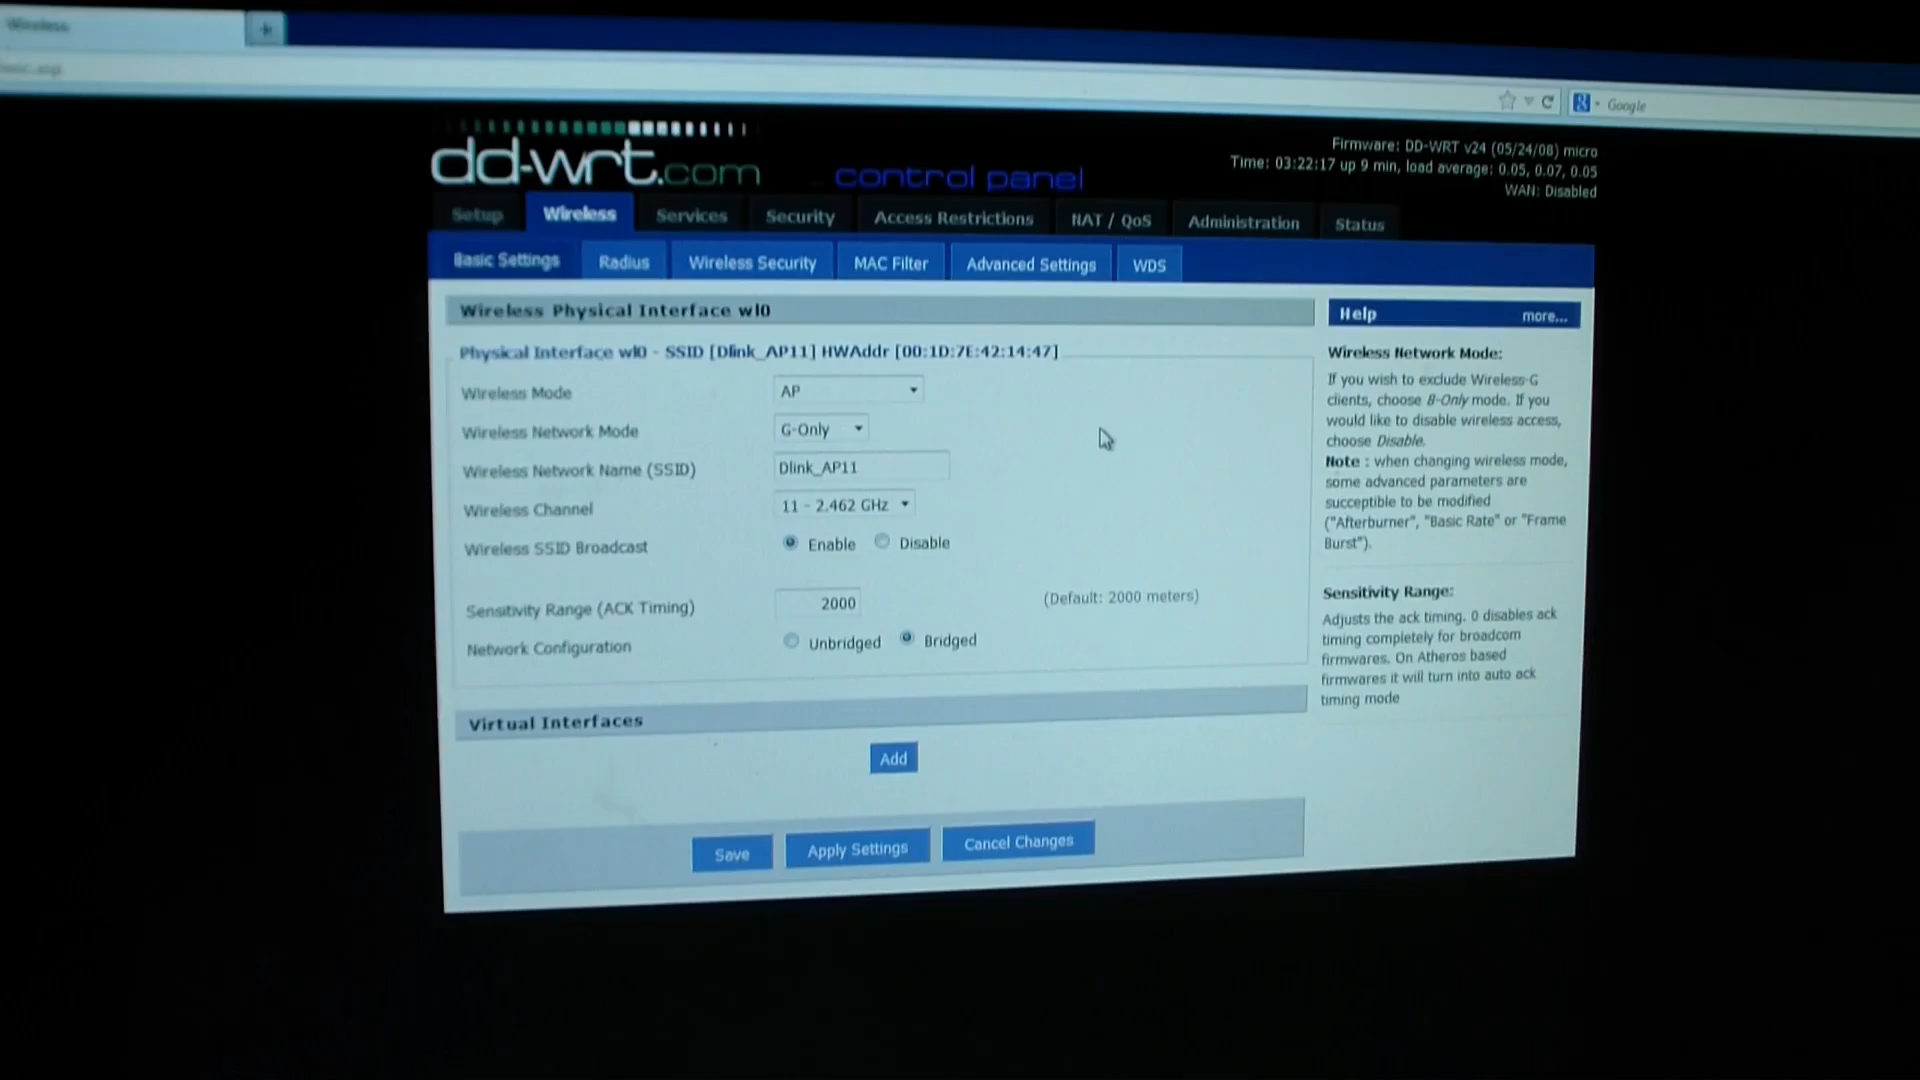 Wireless
Google
dd-wrt.com control panel
Firmware: DD-WRT v24 (05/24/08) micro
Time: 03:22:17 up 9 min, load average: 0.05, 0.07, 0.05
WAN: Disabled
Setup Wireless Services Security Access Restrictions NAT / QoS Administration Status
Basic Settings Radius Wireless Security MAC Filter Advanced Settings WDS
Wireless Physical Interface wl0
Physical Interface wl0 - SSID [Dlink_AP11] HWAddr [00:1D:7E:42:14:47]
Wireless Mode AP
Wireless Network Mode G-Only
Wireless Network Name (SSID) Dlink_AP11
Wireless Channel 11 - 2.462 GHz
Wireless SSID Broadcast Enable Disable
Sensitivity Range (ACK Timing) 2000 (Default: 2000 meters)
Network Configuration Unbridged Bridged
Virtual Interfaces
Add
Save Apply Settings Cancel Changes
Help more...
Wireless Network Mode:
If you wish to exclude Wireless-G
clients, choose B-Only mode. If you
would like to disable wireless access,
choose Disable.
Note : when changing wireless mode,
some advanced parameters are
succeptible to be modified
("Afterburner", "Basic Rate" or "Frame
Burst").
Sensitivity Range:
Adjusts the ack timing. 0 disables ack
timing completely for broadcom
firmwares. On Atheros based
firmwares it will turn into auto ack
timing mode